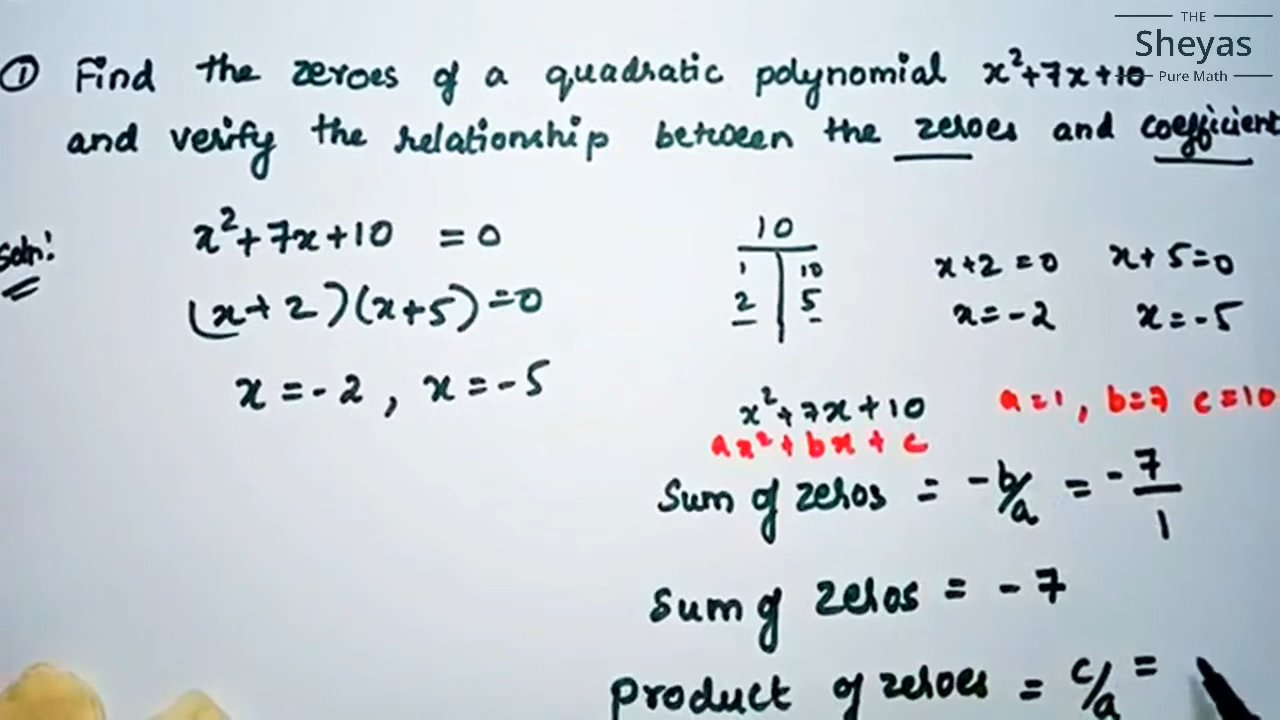 THE
Sheyas
Pure Math
① Find the zeroes of a quadratic polynomial x²+7x+10
and verify the relationship between the zeroes and coefficient
Soln:
x²+7x+10 = 0
(x+2)(x+5)=0
x=-2, x=-5
10
1 | 10
2 | 5
x+2=0 x+5=0
x=-2 x=-5
x²+7x+10 a=1, b=7 c=10
ax²+bx+c
Sum of zeros = -b/a = -7/1
Sum of zeros = -7
product of zeroes = c/a =